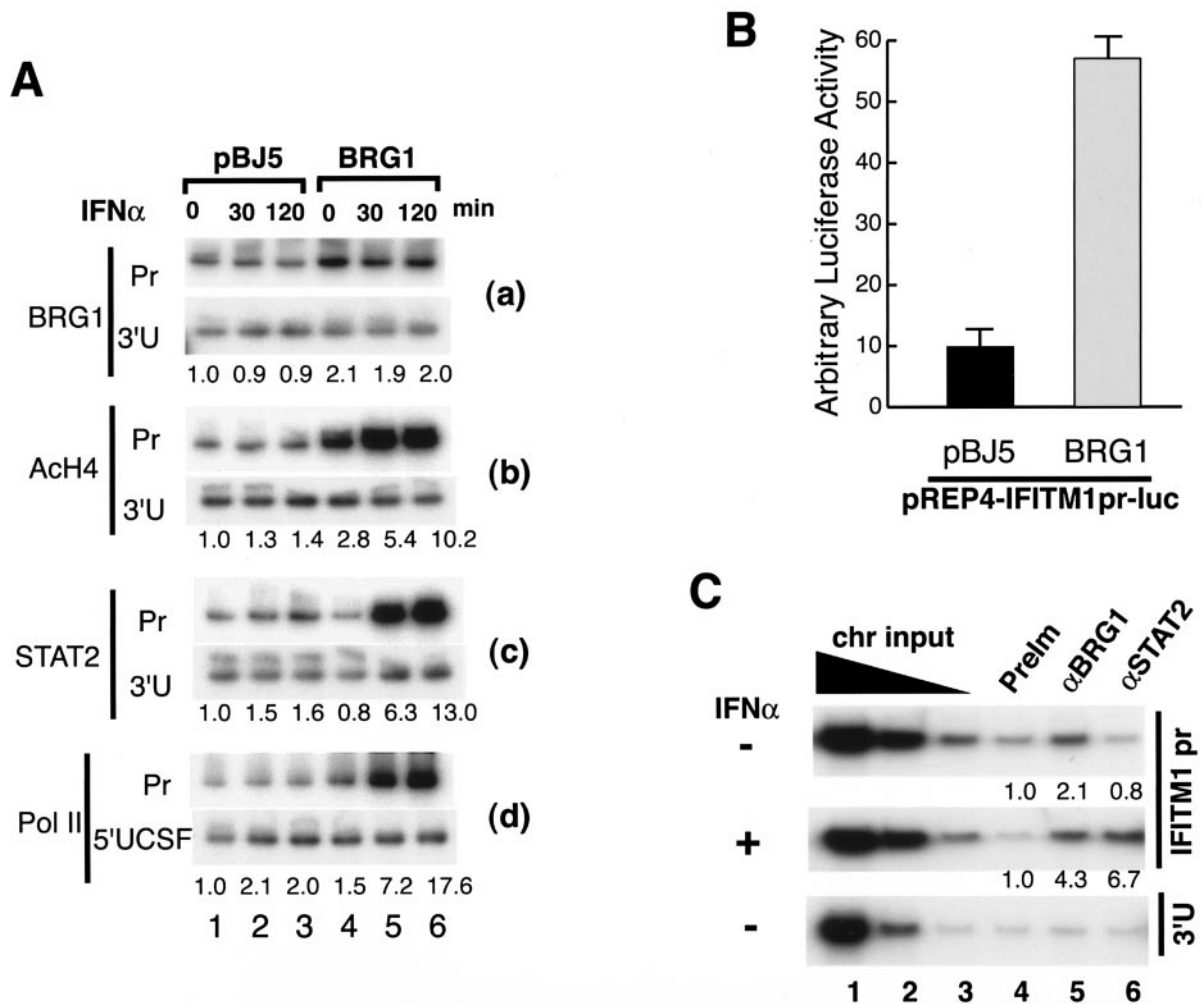 A
pBJ5 BRG1
IFNα 0 30 120 0 30 120 min
BRG1
Pr
3'U
(a)
1.0 0.9 0.9 2.1 1.9 2.0
AcH4
Pr
3'U
(b)
1.0 1.3 1.4 2.8 5.4 10.2
STAT2
Pr
3'U
(c)
1.0 1.5 1.6 0.8 6.3 13.0
Pol II
Pr
5'UCSF
(d)
1.0 2.1 2.0 1.5 7.2 17.6
1 2 3 4 5 6
B
Arbitrary Luciferase Activity
60
50
40
30
20
10
0
pBJ5 BRG1
pREP4-IFITM1pr-luc
C
chr input PreIm αBRG1 αSTAT2
IFNα
-
1.0 2.1 0.8
+
1.0 4.3 6.7
IFITM1 pr
-
3'U
1 2 3 4 5 6